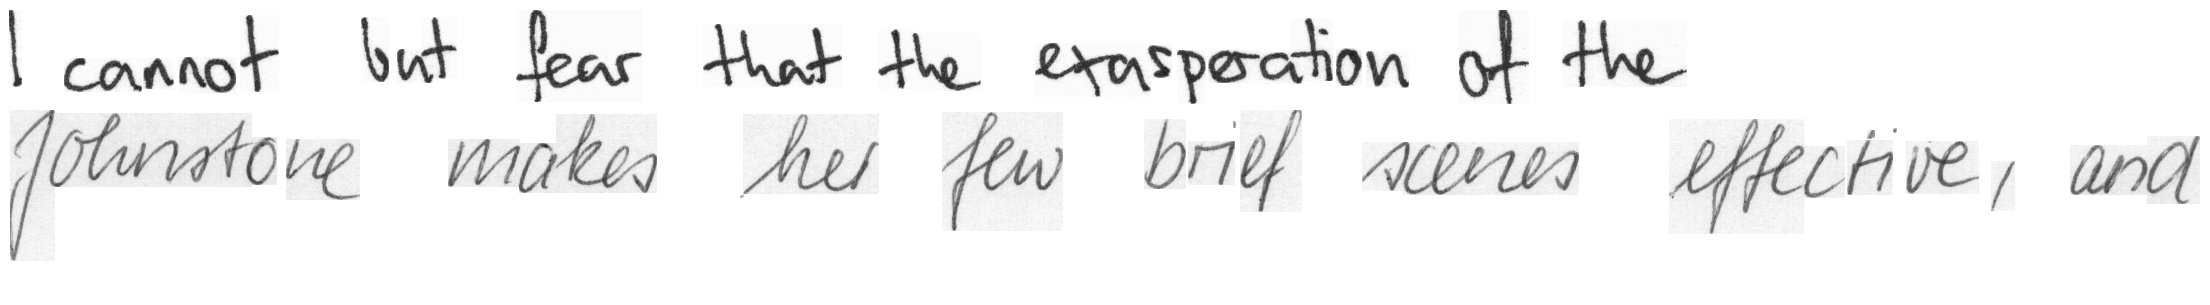 I cannot but fear that the exasperation of the
Johnstone makes her few brief scenes effective, and